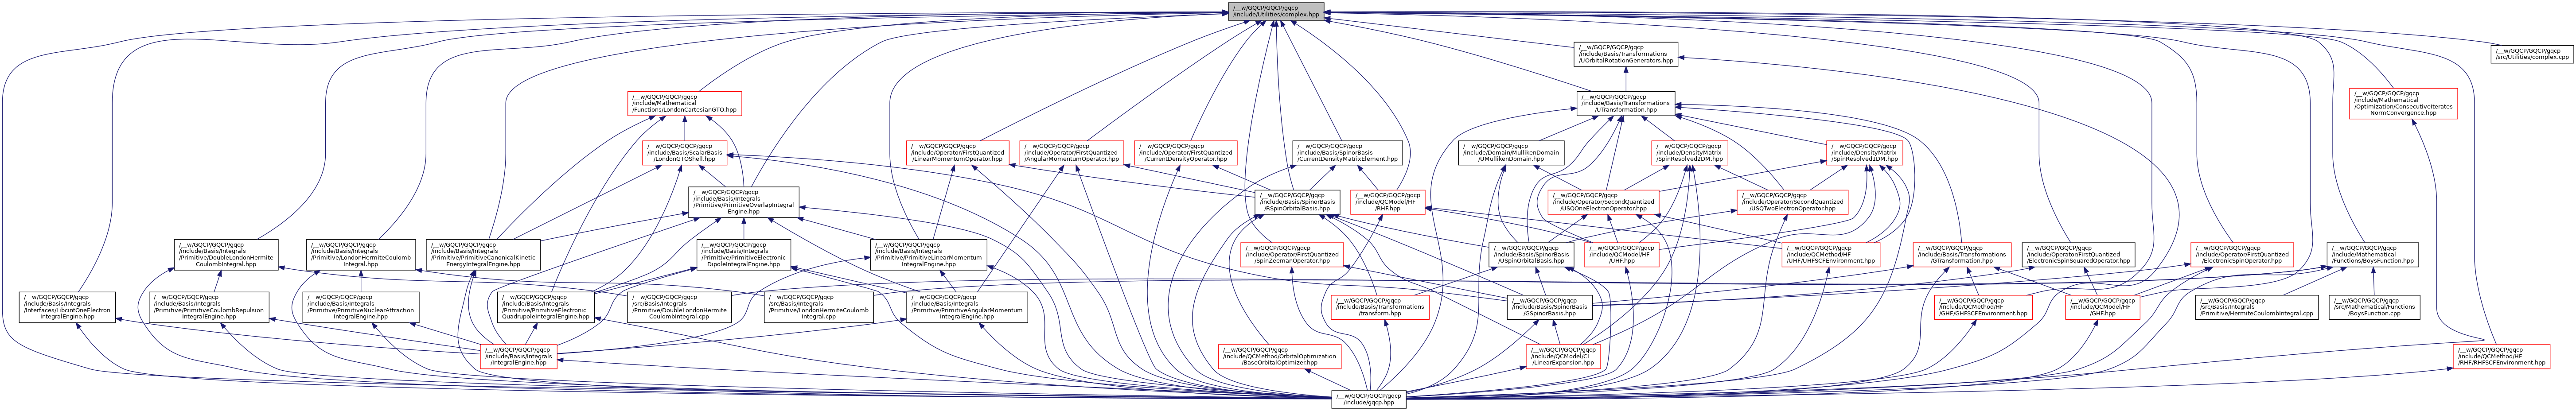 /__w/GQCP/GQCP/gqcp
/include/Utilities/complex.hpp
/__w/GQCP/GQCP/gqcp
/include/Basis/Transformations
/UOrbitalRotationGenerators.hpp
/__w/GQCP/GQCP/gqcp
/src/Utilities/complex.cpp
/__w/GQCP/GQCP/gqcp
/include/Mathematical
/Functions/LondonCartesianGTO.hpp
/__w/GQCP/GQCP/gqcp
/include/Basis/Transformations
/UTransformation.hpp
/__w/GQCP/GQCP/gqcp
/include/Mathematical
/Optimization/ConsecutiveIterates
NormConvergence.hpp
/__w/GQCP/GQCP/gqcp
/include/Basis/ScalarBasis
/LondonGTOShell.hpp
/__w/GQCP/GQCP/gqcp
/include/Operator/FirstQuantized
/LinearMomentumOperator.hpp
/__w/GQCP/GQCP/gqcp
/include/Operator/FirstQuantized
/AngularMomentumOperator.hpp
/__w/GQCP/GQCP/gqcp
/include/Operator/FirstQuantized
/CurrentDensityOperator.hpp
/__w/GQCP/GQCP/gqcp
/include/Basis/SpinorBasis
/CurrentDensityMatrixElement.hpp
/__w/GQCP/GQCP/gqcp
/include/Domain/MullikenDomain
/UMullikenDomain.hpp
/__w/GQCP/GQCP/gqcp
/include/DensityMatrix
/SpinResolved2DM.hpp
/__w/GQCP/GQCP/gqcp
/include/DensityMatrix
/SpinResolved1DM.hpp
/__w/GQCP/GQCP/gqcp
/include/Basis/Integrals
/Primitive/PrimitiveOverlapIntegral
Engine.hpp
/__w/GQCP/GQCP/gqcp
/include/Basis/SpinorBasis
/RSpinOrbitalBasis.hpp
/__w/GQCP/GQCP/gqcp
/include/QCModel/HF
/RHF.hpp
/__w/GQCP/GQCP/gqcp
/include/Operator/SecondQuantized
/USQOneElectronOperator.hpp
/__w/GQCP/GQCP/gqcp
/include/Operator/SecondQuantized
/USQTwoElectronOperator.hpp
/__w/GQCP/GQCP/gqcp
/include/Basis/Integrals
/Primitive/DoubleLondonHermite
CoulombIntegral.hpp
/__w/GQCP/GQCP/gqcp
/include/Basis/Integrals
/Primitive/LondonHermiteCoulomb
Integral.hpp
/__w/GQCP/GQCP/gqcp
/include/Basis/Integrals
/Primitive/PrimitiveCanonicalKinetic
EnergyIntegralEngine.hpp
/__w/GQCP/GQCP/gqcp
/include/Basis/Integrals
/Primitive/PrimitiveElectronic
DipoleIntegralEngine.hpp
/__w/GQCP/GQCP/gqcp
/include/Basis/Integrals
/Primitive/PrimitiveLinearMomentum
IntegralEngine.hpp
/__w/GQCP/GQCP/gqcp
/include/Operator/FirstQuantized
/SpinZeemanOperator.hpp
/__w/GQCP/GQCP/gqcp
/include/Basis/SpinorBasis
/USpinOrbitalBasis.hpp
/__w/GQCP/GQCP/gqcp
/include/QCModel/HF
/UHF.hpp
/__w/GQCP/GQCP/gqcp
/include/QCMethod/HF
/UHF/UHFSCFEnvironment.hpp
/__w/GQCP/GQCP/gqcp
/include/Basis/Transformations
/GTransformation.hpp
/__w/GQCP/GQCP/gqcp
/include/Operator/FirstQuantized
/ElectronicSpinSquaredOperator.hpp
/__w/GQCP/GQCP/gqcp
/include/Operator/FirstQuantized
/ElectronicSpinOperator.hpp
/__w/GQCP/GQCP/gqcp
/include/Mathematical
/Functions/BoysFunction.hpp
/__w/GQCP/GQCP/gqcp
/include/Basis/Integrals
/Interfaces/LibcintOneElectron
IntegralEngine.hpp
/__w/GQCP/GQCP/gqcp
/include/Basis/Integrals
/Primitive/PrimitiveCoulombRepulsion
IntegralEngine.hpp
/__w/GQCP/GQCP/gqcp
/include/Basis/Integrals
/Primitive/PrimitiveNuclearAttraction
IntegralEngine.hpp
/__w/GQCP/GQCP/gqcp
/include/Basis/Integrals
/Primitive/PrimitiveElectronic
QuadrupoleIntegralEngine.hpp
/__w/GQCP/GQCP/gqcp
/src/Basis/Integrals
/Primitive/DoubleLondonHermite
CoulombIntegral.cpp
/__w/GQCP/GQCP/gqcp
/src/Basis/Integrals
/Primitive/LondonHermiteCoulomb
Integral.cpp
/__w/GQCP/GQCP/gqcp
/include/Basis/Integrals
/Primitive/PrimitiveAngularMomentum
IntegralEngine.hpp
/__w/GQCP/GQCP/gqcp
/include/Basis/Transformations
/transform.hpp
/__w/GQCP/GQCP/gqcp
/include/Basis/SpinorBasis
/GSpinorBasis.hpp
/__w/GQCP/GQCP/gqcp
/include/QCMethod/HF
/GHF/GHFSCFEnvironment.hpp
/__w/GQCP/GQCP/gqcp
/include/QCModel/HF
/GHF.hpp
/__w/GQCP/GQCP/gqcp
/src/Basis/Integrals
/Primitive/HermiteCoulombIntegral.cpp
/__w/GQCP/GQCP/gqcp
/src/Mathematical/Functions
/BoysFunction.cpp
/__w/GQCP/GQCP/gqcp
/include/Basis/Integrals
/IntegralEngine.hpp
/__w/GQCP/GQCP/gqcp
/include/QCMethod/OrbitalOptimization
/BaseOrbitalOptimizer.hpp
/__w/GQCP/GQCP/gqcp
/include/QCModel/CI
/LinearExpansion.hpp
/__w/GQCP/GQCP/gqcp
/include/QCMethod/HF
/RHF/RHFSCFEnvironment.hpp
/__w/GQCP/GQCP/gqcp
/include/gqcp.hpp